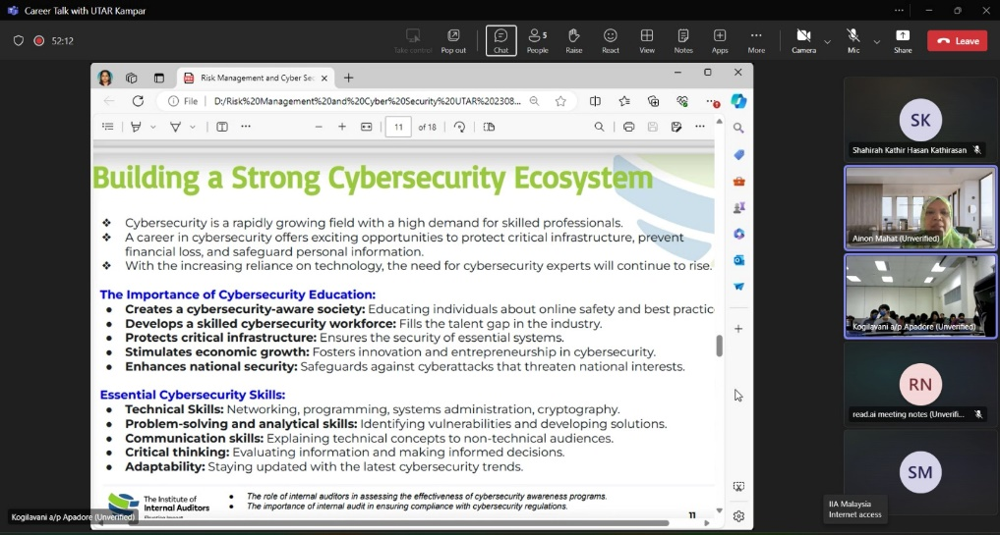 Career Talk with UTAR Kampar
52:12
Take control
Pop out
Chat
5
People
Raise
React
View
Notes
Apps
More
Camera
Mic
Share
Leave
Risk Management and Cyber Sec
File
D:/Risk%20Management%20and%20Cyber%20Security%20UTAR%202308...
11 of 18
Building a Strong Cybersecurity Ecosystem
❖ Cybersecurity is a rapidly growing field with a high demand for skilled professionals.
❖ A career in cybersecurity offers exciting opportunities to protect critical infrastructure, prevent
financial loss, and safeguard personal information.
❖ With the increasing reliance on technology, the need for cybersecurity experts will continue to rise.
The Importance of Cybersecurity Education:
● Creates a cybersecurity-aware society: Educating individuals about online safety and best practic
● Develops a skilled cybersecurity workforce: Fills the talent gap in the industry.
● Protects critical infrastructure: Ensures the security of essential systems.
● Stimulates economic growth: Fosters innovation and entrepreneurship in cybersecurity.
● Enhances national security: Safeguards against cyberattacks that threaten national interests.
Essential Cybersecurity Skills:
● Technical Skills: Networking, programming, systems administration, cryptography.
● Problem-solving and analytical skills: Identifying vulnerabilities and developing solutions.
● Communication skills: Explaining technical concepts to non-technical audiences.
● Critical thinking: Evaluating information and making informed decisions.
● Adaptability: Staying updated with the latest cybersecurity trends.
The Institute of
Internal Auditors
● The role of internal auditors in assessing the effectiveness of cybersecurity awareness programs.
● The importance of internal audit in ensuring compliance with cybersecurity regulations.
11
Kogilavani a/p Apadore (Unverified)
SK
Shahirah Kathir Hasan Kathirasan
Ainon Mahat (Unverified)
Kogilavani a/p Apadore (Unverified)
RN
read.ai meeting notes (Unverifi...
SM
IIA Malaysia
Internet access